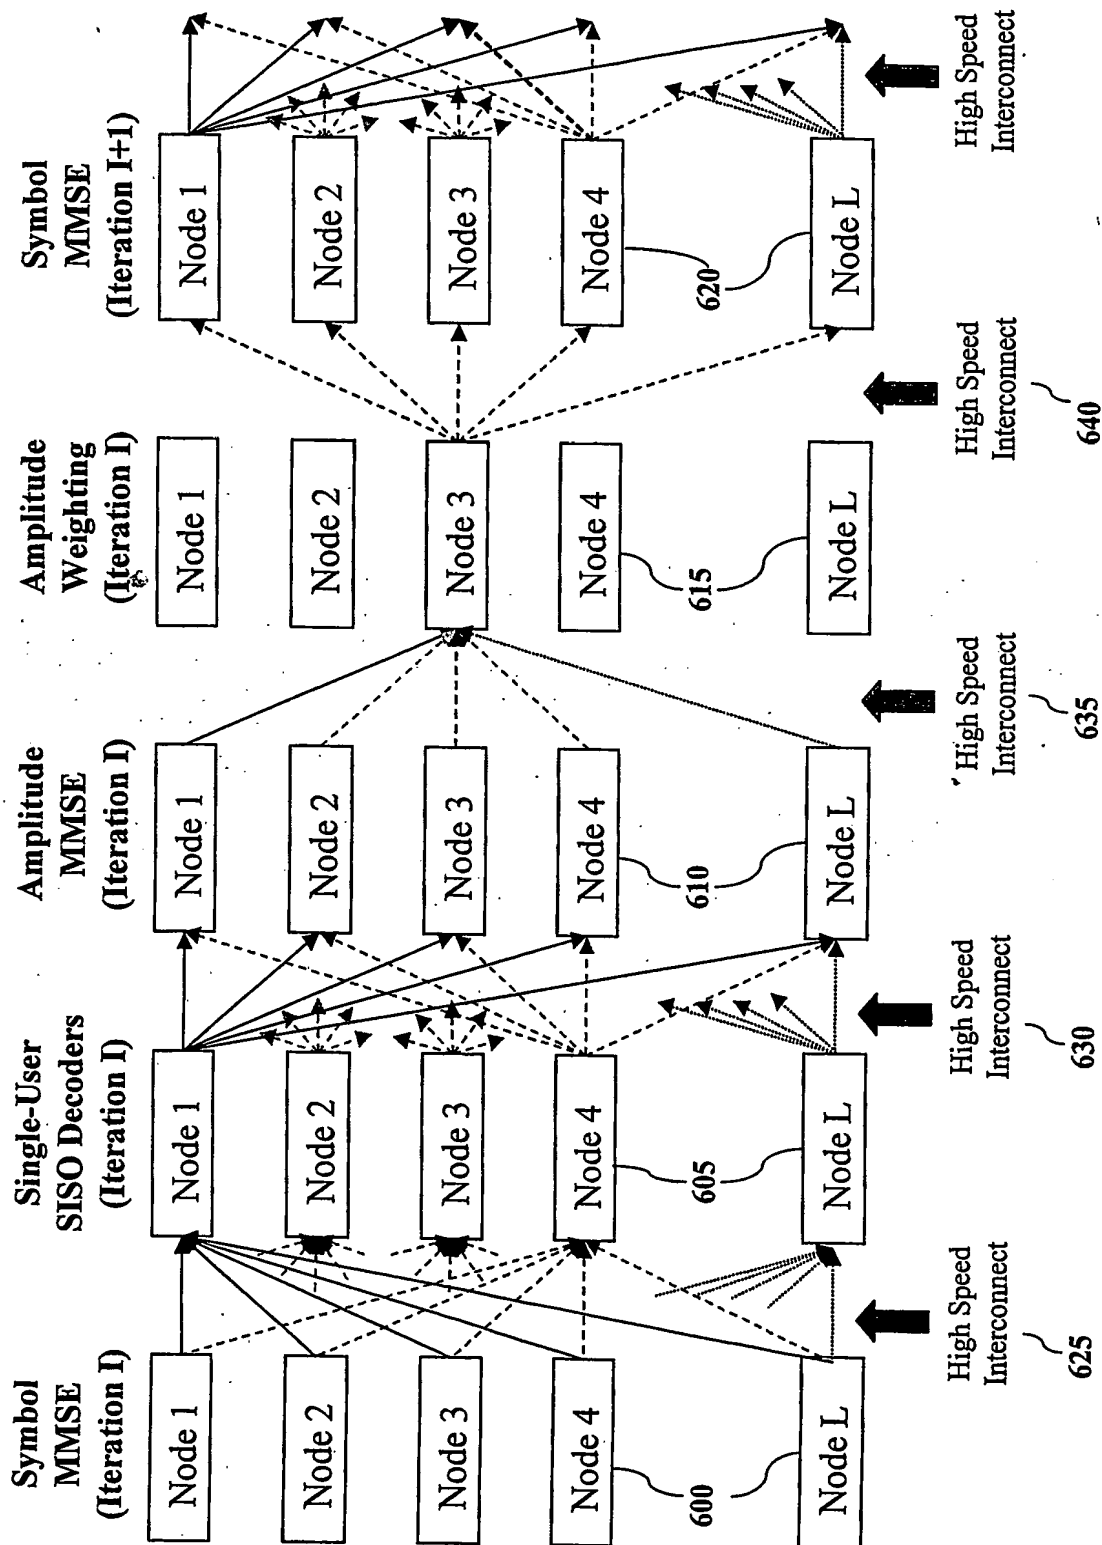 Symbol
MMSE
(Iteration I)
Single-User
SISO Decoders
(Iteration I)
Amplitude
MMSE
(Iteration I)
Amplitude
Weighting
(Iteration I)
Symbol
MMSE
(Iteration I+1)
Node 1
Node 1
Node 1
Node 1
Node 1
Node 2
Node 2
Node 2
Node 2
Node 2
Node 3
Node 3
Node 3
Node 3
Node 3
Node 4
Node 4
Node 4
Node 4
Node 4
600
605
610
615
620
Node L
Node L
Node L
Node L
Node L
High Speed
Interconnect
625
High Speed
Interconnect
630
High Speed
Interconnect
635
High Speed
Interconnect
640
High Speed
Interconnect